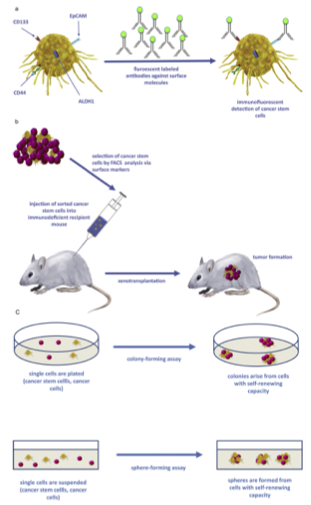 a
CD133
EpCAM
CD44
ALDH1
fluroescent labeled
antibodies against surface
molecules
immunofluorescent
detection of cancer stem
cells
b
selection of cancer stem
cells by FACS analysis via
surface markers
injection of sorted cancer
stem cells into
immunodeficient recipient
mouse
xenotransplantation
tumor formation
C
single cells are plated
(cancer stem cellls, cancer
cells)
colony-forming assay
colonies arise from cells
with self-renewing
capacity
single cells are suspended
(cancer stem cellls, cancer
cells)
sphere-forming assay
spheres are formed from
cells with self-renewing
capacity